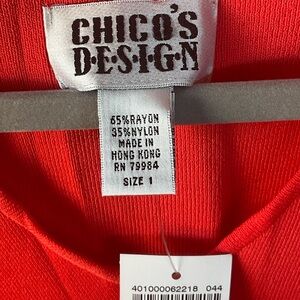 CHICO'S
D·E·S·I·G·N
65%RAYON
35%NYLON
MADE IN
HONG KONG
RN 79984
SIZE 1
401000062218 044